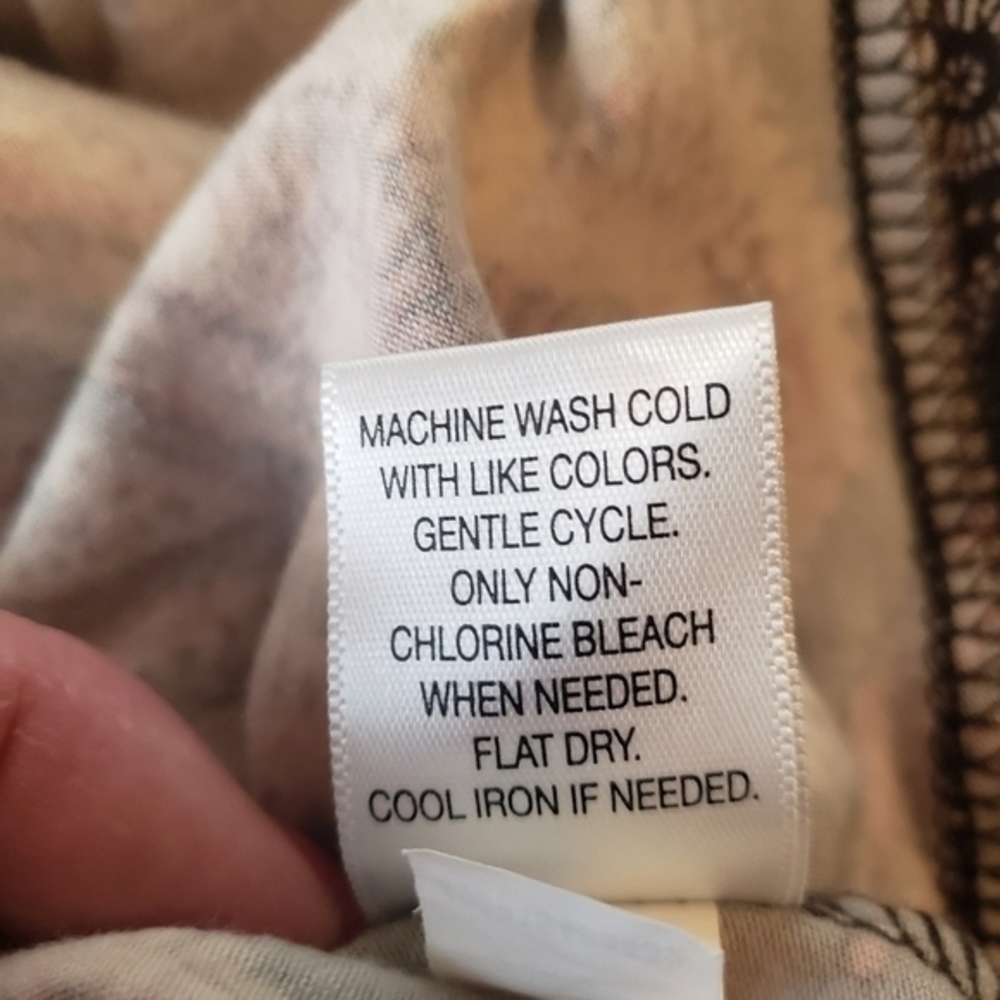 MACHINE WASH COLD
WITH LIKE COLORS.
GENTLE CYCLE.
ONLY NON-
CHLORINE BLEACH
WHEN NEEDED.
FLAT DRY.
COOL IRON IF NEEDED.